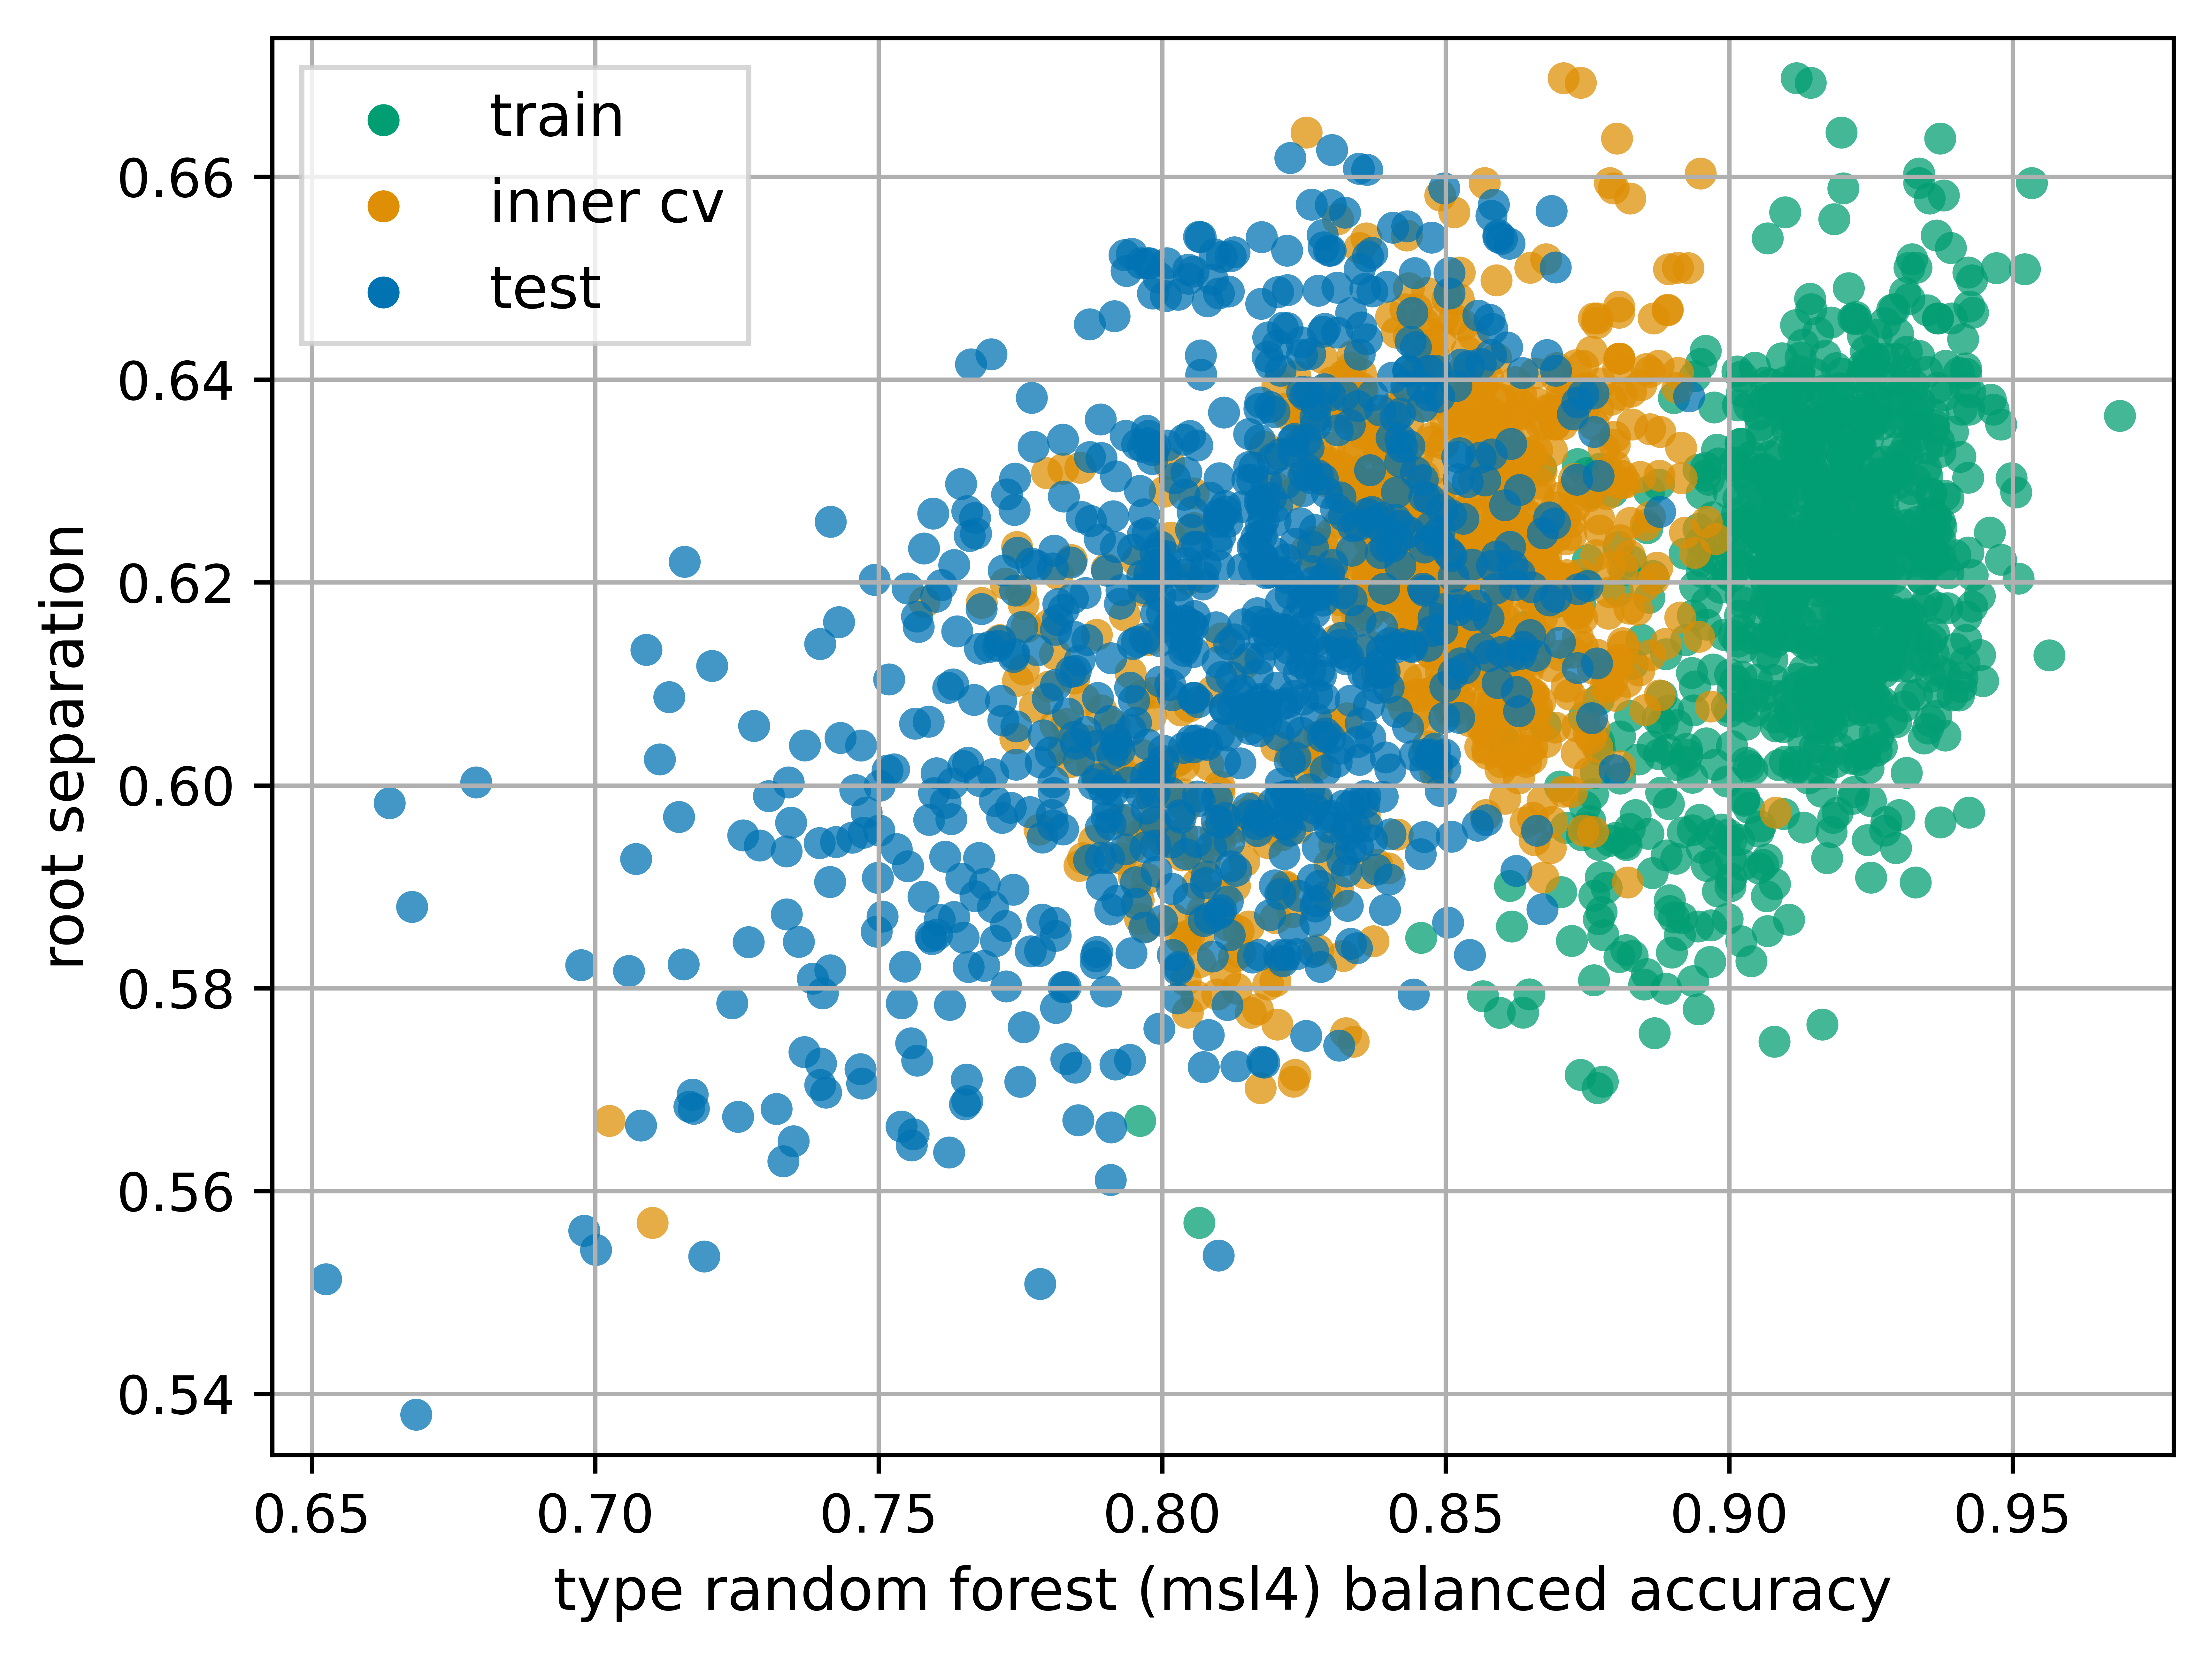 train
inner cv
test
root separation
0.66
0.64
0.62
0.60
0.58
0.56
0.54
0.65 0.70 0.75 0.80 0.85 0.90 0.95
type random forest (msl4) balanced accuracy